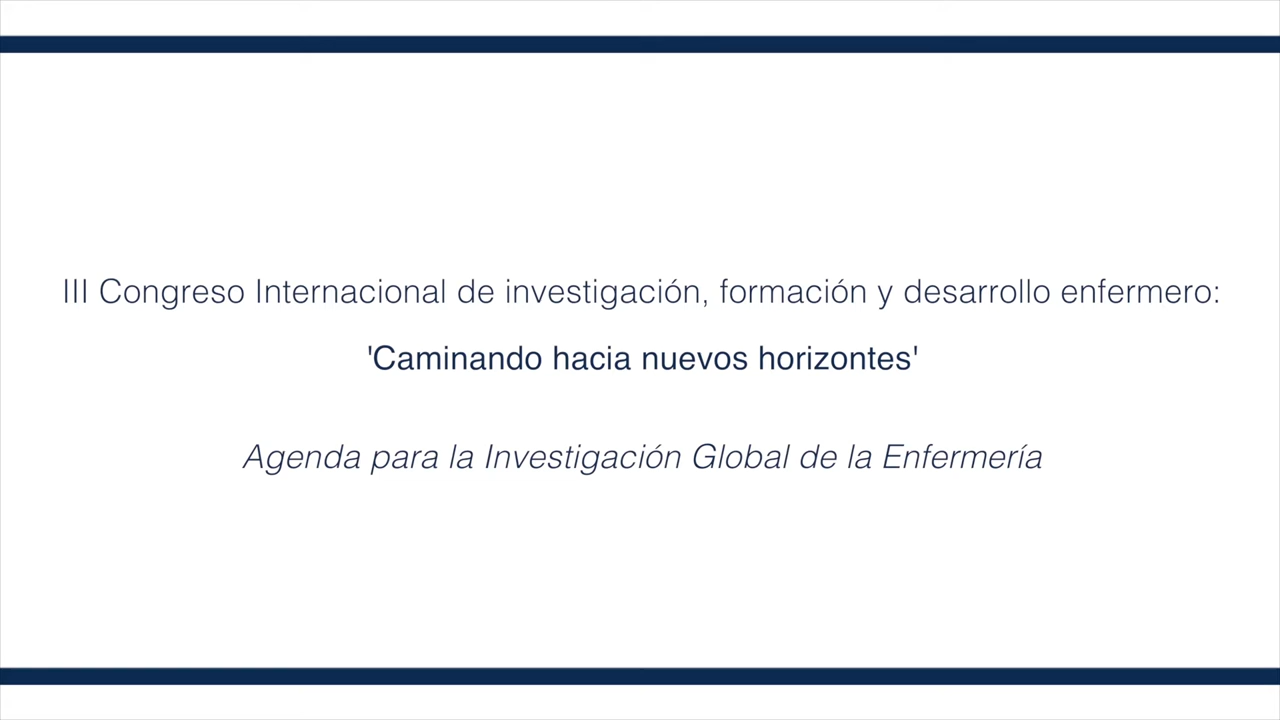 III Congreso Internacional de investigación, formación y desarrollo enfermero:
'Caminando hacia nuevos horizontes'
Agenda para la Investigación Global de la Enfermería